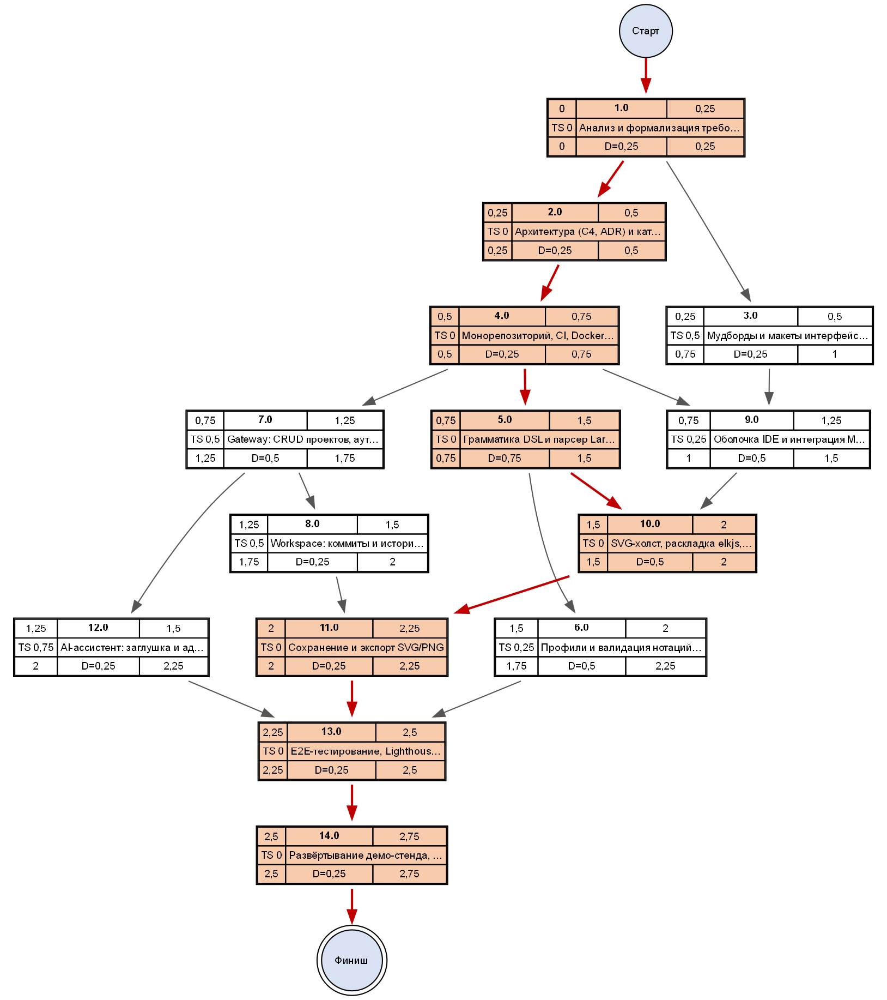 Старт
0 1.0 0,25
TS 0 Анализ и формализация требо...
0 D=0,25 0,25
0,25 2.0 0,5
TS 0 Архитектура (C4, ADR) и кат...
0,25 D=0,25 0,5
0,5 4.0 0,75
TS 0 Монорепозиторий, CI, Docker...
0,5 D=0,25 0,75
0,25 3.0 0,5
TS 0,5 Мудборды и макеты интерфейс...
0,75 D=0,25 1
0,75 7.0 1,25
TS 0,5 Gateway: CRUD проектов, аут...
1,25 D=0,5 1,75
0,75 5.0 1,5
TS 0 Грамматика DSL и парсер Lar...
0,75 D=0,75 1,5
0,75 9.0 1,25
TS 0,25 Оболочка IDE и интеграция M...
1 D=0,5 1,5
1,25 8.0 1,5
TS 0,5 Workspace: коммиты и истори...
1,75 D=0,25 2
1,5 10.0 2
TS 0 SVG-холст, раскладка elkjs,...
1,5 D=0,5 2
1,25 12.0 1,5
TS 0,75 AI-ассистент: заглушка и ад...
2 D=0,25 2,25
2 11.0 2,25
TS 0 Сохранение и экспорт SVG/PNG
2 D=0,25 2,25
1,5 6.0 2
TS 0,25 Профили и валидация нотаций...
1,75 D=0,5 2,25
2,25 13.0 2,5
TS 0 E2E-тестирование, Lighthous...
2,25 D=0,25 2,5
2,5 14.0 2,75
TS 0 Развёртывание демо-стенда, ...
2,5 D=0,25 2,75
Финиш